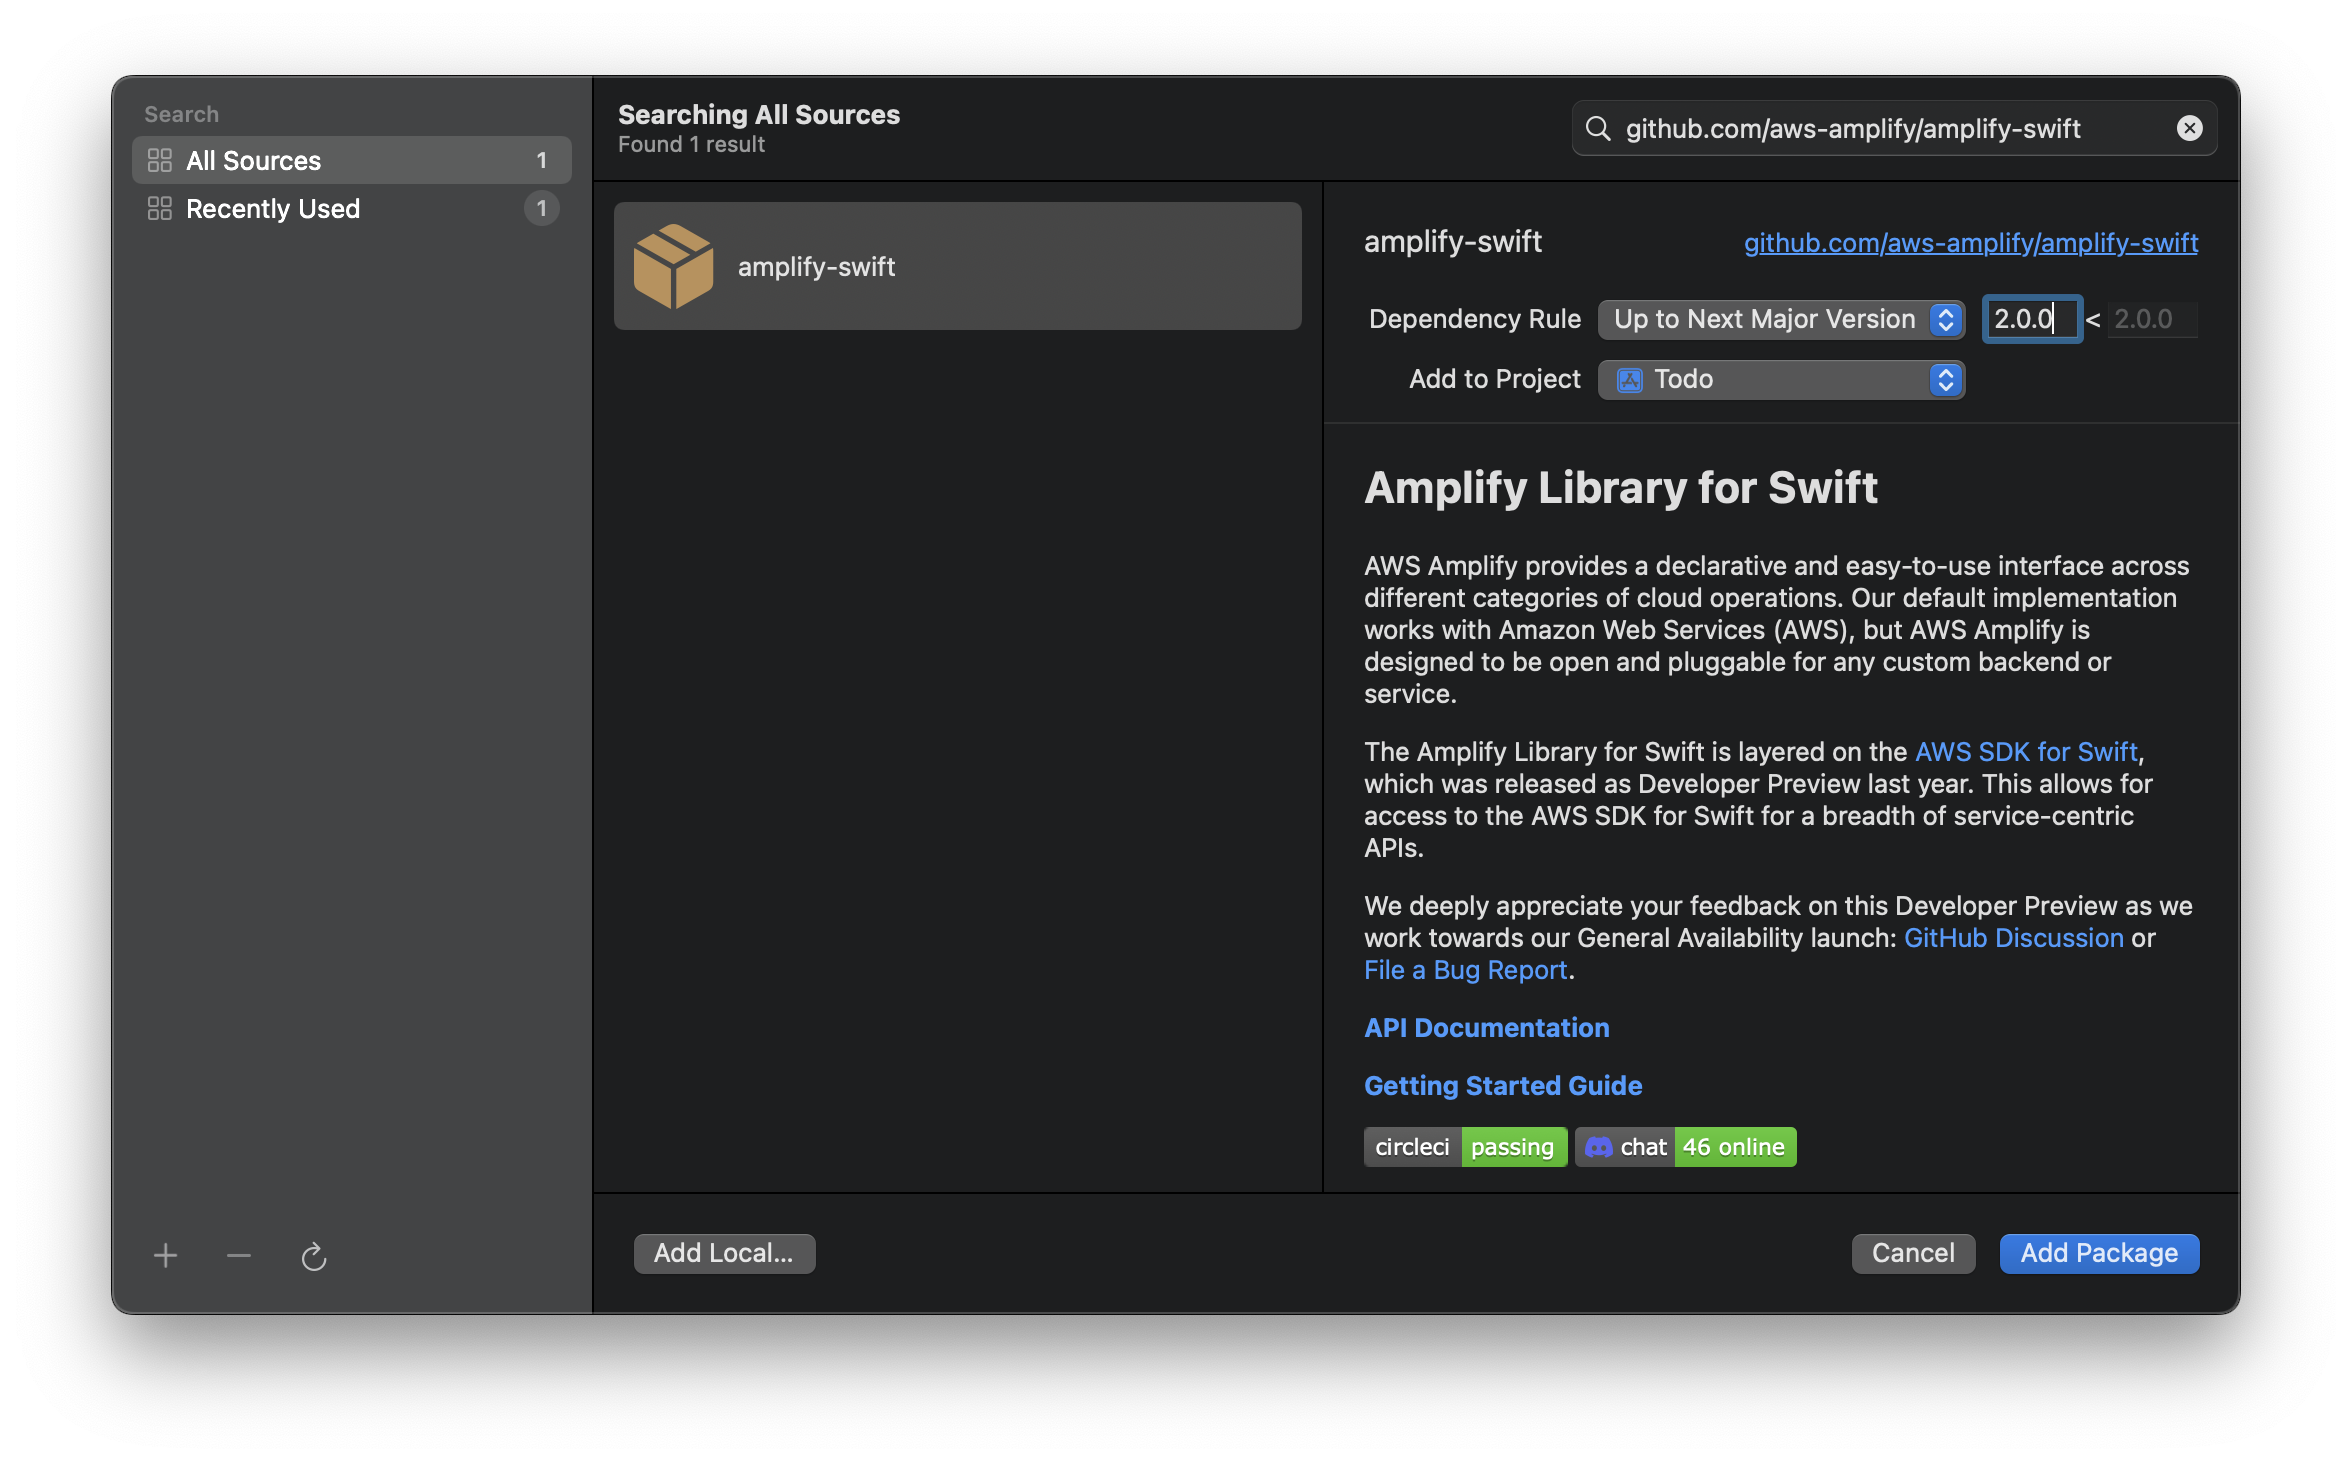 Search
All Sources 1
Recently Used 1
Searching All Sources
Found 1 result
github.com/aws-amplify/amplify-swift
amplify-swift
amplify-swift github.com/aws-amplify/amplify-swift
Dependency Rule Up to Next Major Version 2.0.0 < 2.0.0
Add to Project Todo
Amplify Library for Swift
AWS Amplify provides a declarative and easy-to-use interface across
different categories of cloud operations. Our default implementation
works with Amazon Web Services (AWS), but AWS Amplify is
designed to be open and pluggable for any custom backend or
service.
The Amplify Library for Swift is layered on the AWS SDK for Swift,
which was released as Developer Preview last year. This allows for
access to the AWS SDK for Swift for a breadth of service-centric
APIs.
We deeply appreciate your feedback on this Developer Preview as we
work towards our General Availability launch: GitHub Discussion or
File a Bug Report.
API Documentation
Getting Started Guide
circleci passing chat 46 online
Add Local... Cancel Add Package